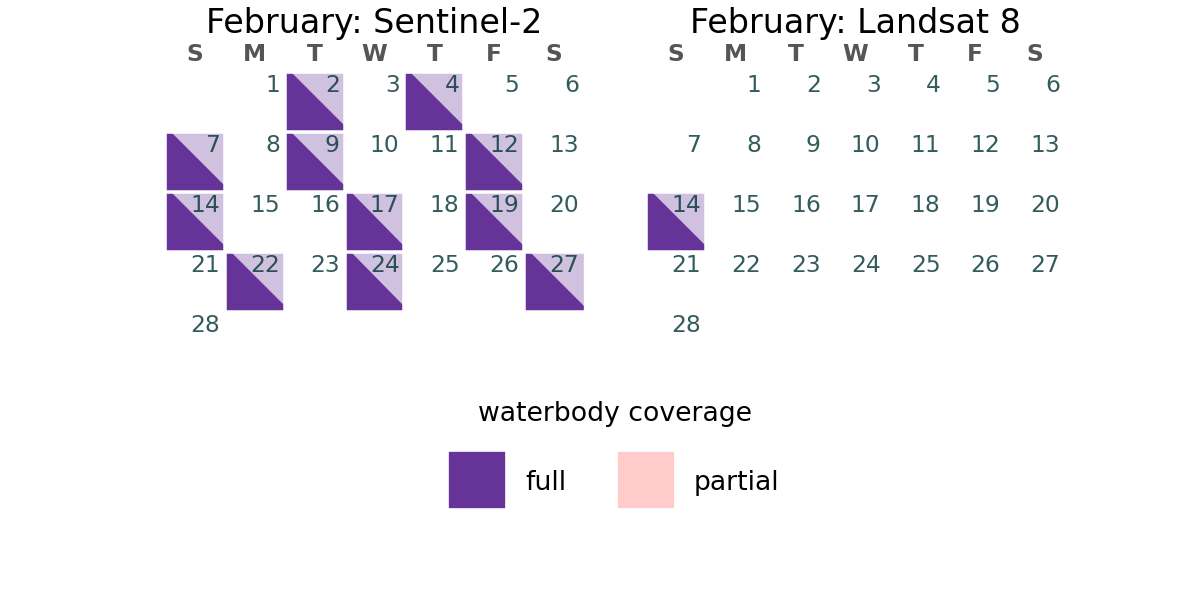 February: Sentinel-2
S M T W T F S
1 2 3 4 5 6
7 8 9 10 11 12 13
14 15 16 17 18 19 20
21 22 23 24 25 26 27
28
February: Landsat 8
S M T W T F S
1 2 3 4 5 6
7 8 9 10 11 12 13
14 15 16 17 18 19 20
21 22 23 24 25 26 27
28
waterbody coverage
full partial